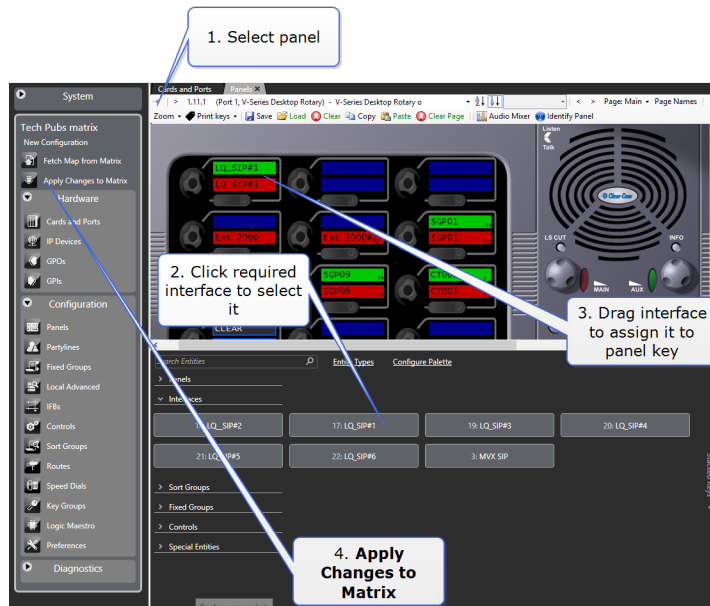 1. Select panel
System
Cards and Ports Panels ×
< > 1.11.1 (Port 1, V-Series Desktop Rotary) - V-Series Desktop Rotary o < > Page: Main Page Names
Zoom Print keys Save Load Clear Copy Paste Clear Page Audio Mixer Identify Panel
Tech Pubs matrix
New Configuration
Fetch Map from Matrix
Apply Changes to Matrix
Hardware
Cards and Ports
IP Devices
GPOs
GPIs
Configuration
Panels
Partylines
Fixed Groups
Local Advanced
IFBs
Controls
Sort Groups
Routes
Speed Dials
Key Groups
Logic Maestro
Preferences
Diagnostics
Listen
Talk
LQ_SIP#1
LQ_SIP#1
Clear-Com
SGP01
Ext 2000 Ext 2000# SGP01
LS CUT INFO
MAIN AUX
2. Click required
interface to select
it
SGP09 CT001
SGP09 CT001
CLEAR
3. Drag interface
to assign it to
panel key
Search Entities Entity Types Configure Palette
Panels
Interfaces
LQ_SIP#2 17: LQ_SIP#1 19: LQ_SIP#3 20: LQ_SIP#4
21: LQ_SIP#5 22: LQ_SIP#6 3: MVX SIP
Sort Groups
Fixed Groups
Controls
Special Entities
4. Apply
Changes to
Matrix